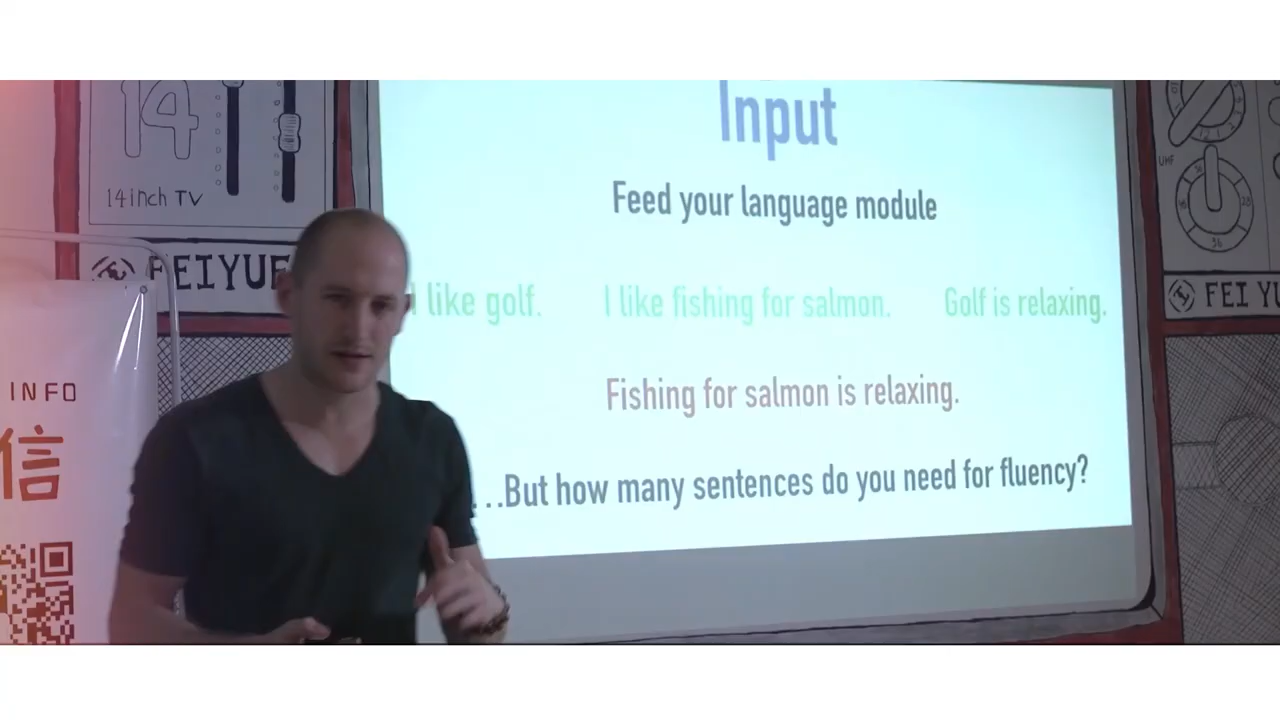 Input
14
14inch TV
Feed your language module
UHF
FEIYUE
FEI YU
I like golf. I like fishing for salmon. Golf is relaxing.
INFO
信
Fishing for salmon is relaxing.
...But how many sentences do you need for fluency?